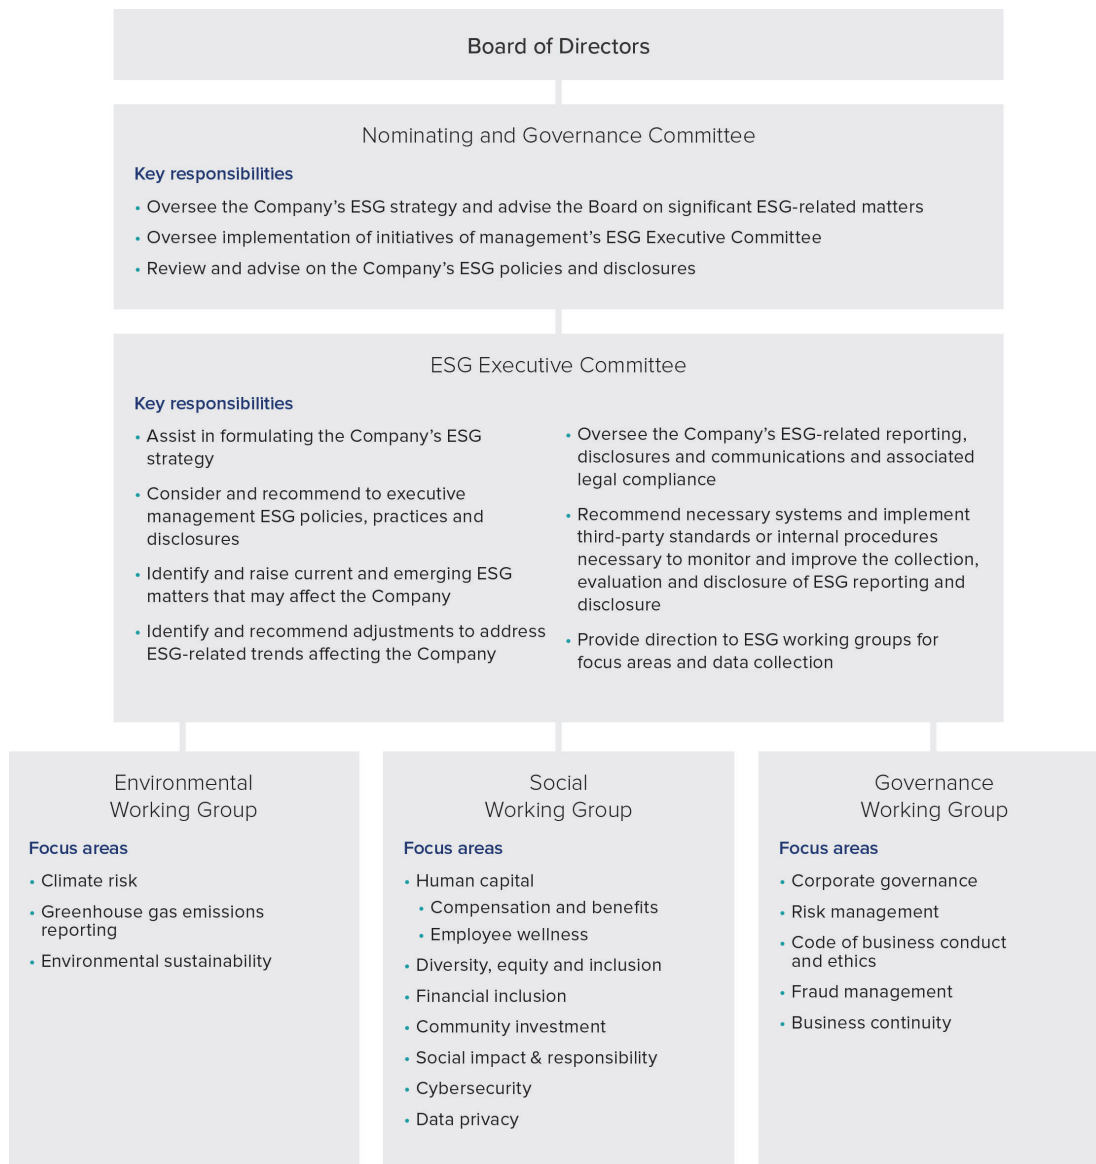 Board of Directors
Nominating and Governance Committee
Key responsibilities
• Oversee the Company’s ESG strategy and advise the Board on significant ESG-related matters
• Oversee implementation of initiatives of management’s ESG Executive Committee
• Review and advise on the Company’s ESG policies and disclosures
ESG Executive Committee
Key responsibilities
• Assist in formulating the Company’s ESG
strategy
• Consider and recommend to executive
management ESG policies, practices and
disclosures
• Identify and raise current and emerging ESG
matters that may affect the Company
• Identify and recommend adjustments to address
ESG-related trends affecting the Company
• Oversee the Company’s ESG-related reporting,
disclosures and communications and associated
legal compliance
• Recommend necessary systems and implement
third-party standards or internal procedures
necessary to monitor and improve the collection,
evaluation and disclosure of ESG reporting and
disclosure
• Provide direction to ESG working groups for
focus areas and data collection
Environmental
Working Group
Focus areas
• Climate risk
• Greenhouse gas emissions
reporting
• Environmental sustainability
Social
Working Group
Focus areas
• Human capital
• Compensation and benefits
• Employee wellness
• Diversity, equity and inclusion
• Financial inclusion
• Community investment
• Social impact & responsibility
• Cybersecurity
• Data privacy
Governance
Working Group
Focus areas
• Corporate governance
• Risk management
• Code of business conduct
and ethics
• Fraud management
• Business continuity